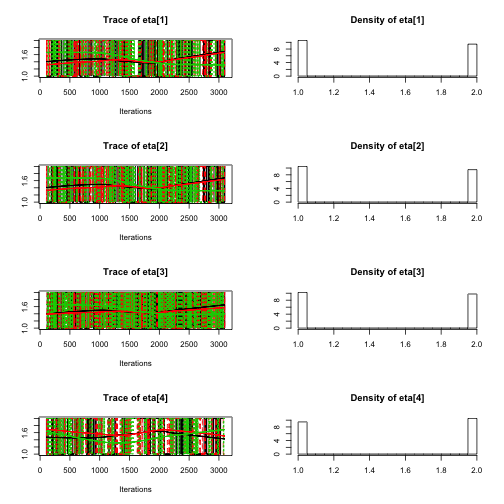 Trace of eta[1]
1.0 1.6
0 500 1000 1500 2000 2500 3000
Iterations
Density of eta[1]
4 8
1.0 1.2 1.4 1.6 1.8 2.0
Trace of eta[2]
1.0 1.6
0 500 1000 1500 2000 2500 3000
Iterations
Density of eta[2]
0 4 8
1.0 1.2 1.4 1.6 1.8 2.0
Trace of eta[3]
1.0 1.6
0 500 1000 1500 2000 2500 3000
Iterations
Density of eta[3]
0 4 8
1.0 1.2 1.4 1.6 1.8 2.0
Trace of eta[4]
1.0 1.6
0 500 1000 1500 2000 2500 3000
Iterations
Density of eta[4]
0 4 8
1.0 1.2 1.4 1.6 1.8 2.0